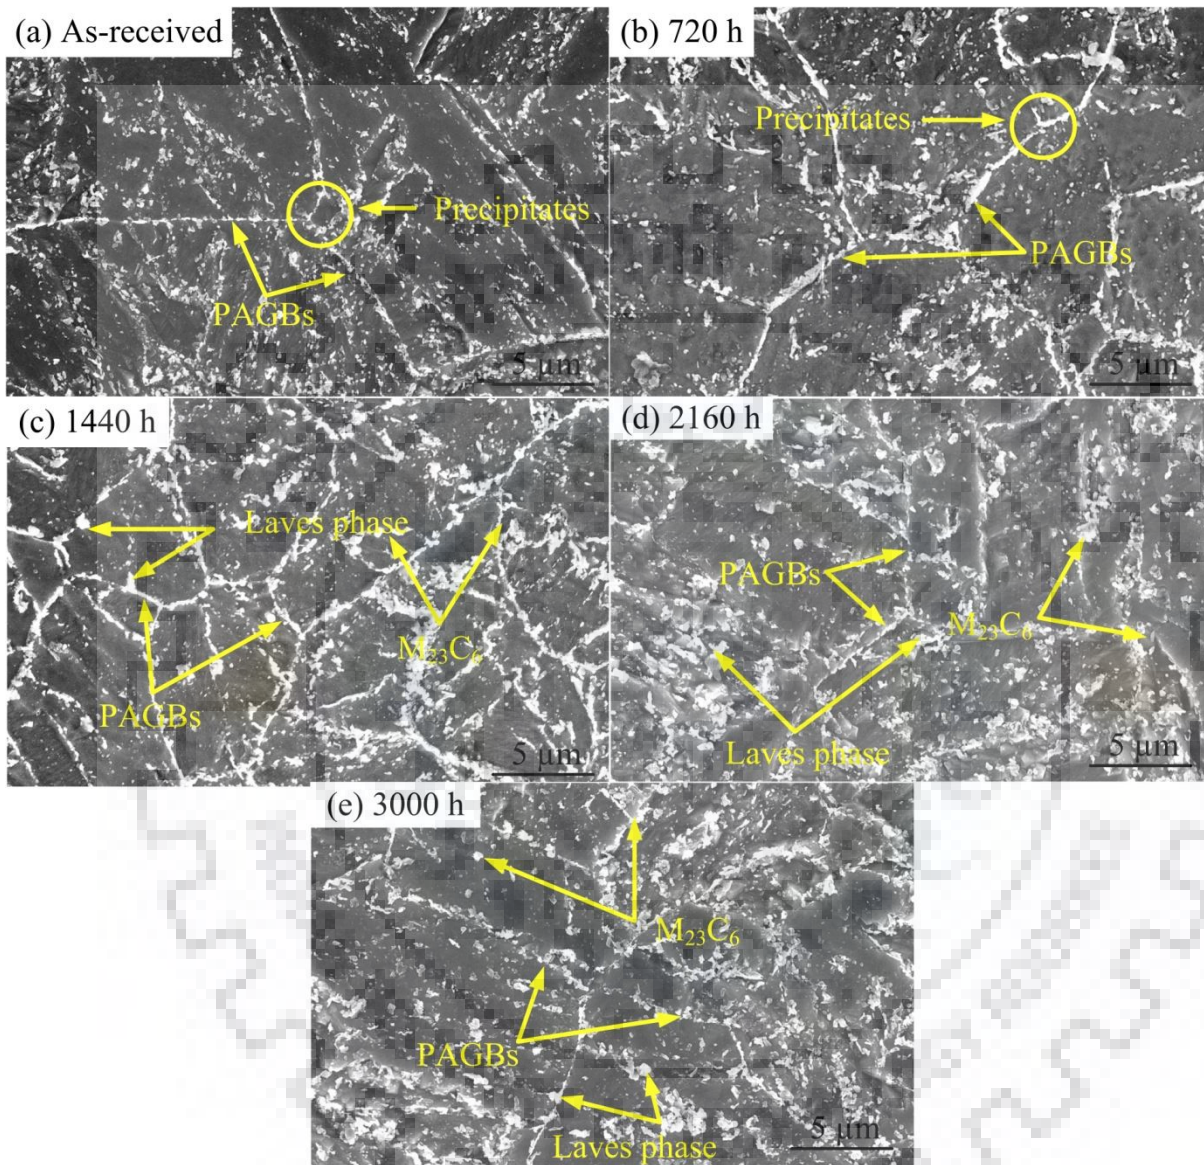 (a) As-received
Precipitates
PAGBs
5 µm
(b) 720 h
Precipitates
PAGBs
5 µm
(c) 1440 h
Laves phase
M₂₃C₆
PAGBs
5 µm
(d) 2160 h
PAGBs
M₂₃C₆
Laves phase
5 µm
(e) 3000 h
M₂₃C₆
PAGBs
Laves phase
5 µm